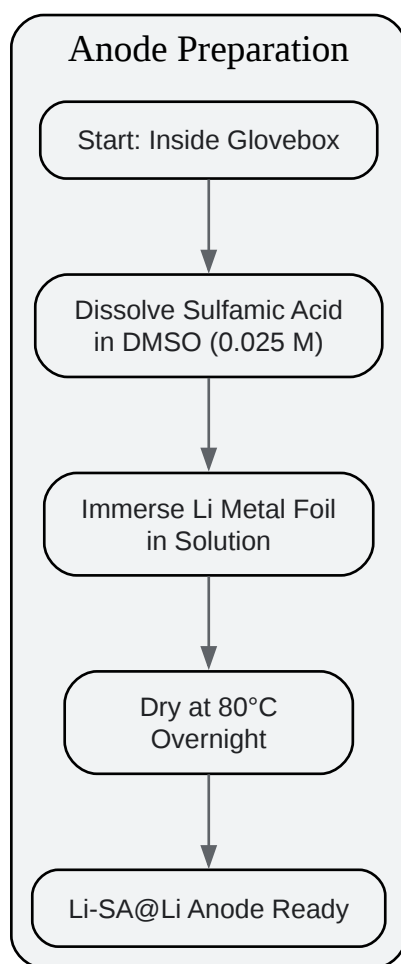 Anode Preparation
Start: Inside Glovebox
Dissolve Sulfamic Acid
in DMSO (0.025 M)
Immerse Li Metal Foil
in Solution
Dry at 80°C
Overnight
Li-SA@Li Anode Ready